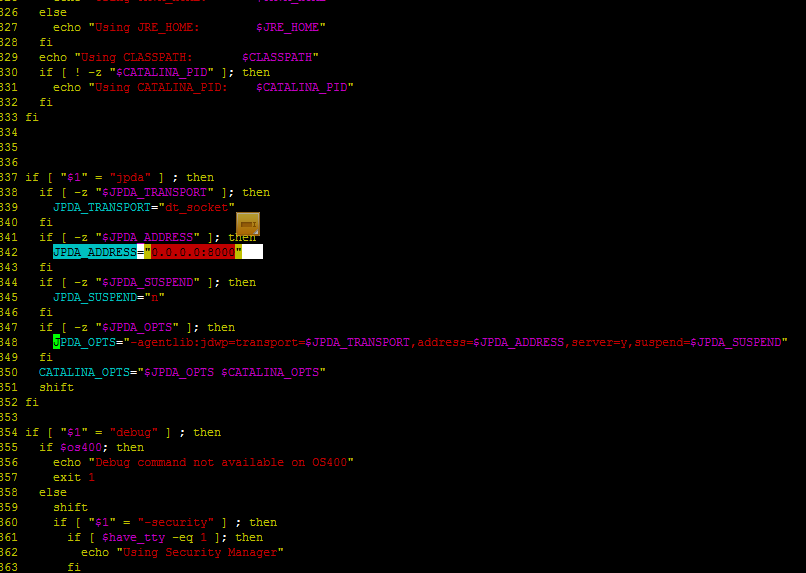 326   else
327     echo "Using JRE_HOME:        $JRE_HOME"
328   fi
329   echo "Using CLASSPATH:       $CLASSPATH"
330   if [ ! -z "$CATALINA_PID" ]; then
331     echo "Using CATALINA_PID:    $CATALINA_PID"
332   fi
333 fi
334
335
336
337 if [ "$1" = "jpda" ] ; then
338   if [ -z "$JPDA_TRANSPORT" ]; then
339     JPDA_TRANSPORT="dt_socket"
340   fi
341   if [ -z "$JPDA_ADDRESS" ]; then
342     JPDA_ADDRESS="0.0.0.0:8000"
343   fi
344   if [ -z "$JPDA_SUSPEND" ]; then
345     JPDA_SUSPEND="n"
346   fi
347   if [ -z "$JPDA_OPTS" ]; then
348     JPDA_OPTS="-agentlib:jdwp=transport=$JPDA_TRANSPORT,address=$JPDA_ADDRESS,server=y,suspend=$JPDA_SUSPEND"
349   fi
350   CATALINA_OPTS="$JPDA_OPTS $CATALINA_OPTS"
351   shift
352 fi
353
354 if [ "$1" = "debug" ] ; then
355   if $os400; then
356     echo "Debug command not available on OS400"
357     exit 1
358   else
359     shift
360     if [ "$1" = "-security" ] ; then
361       if [ $have_tty -eq 1 ]; then
362         echo "Using Security Manager"
363       fi